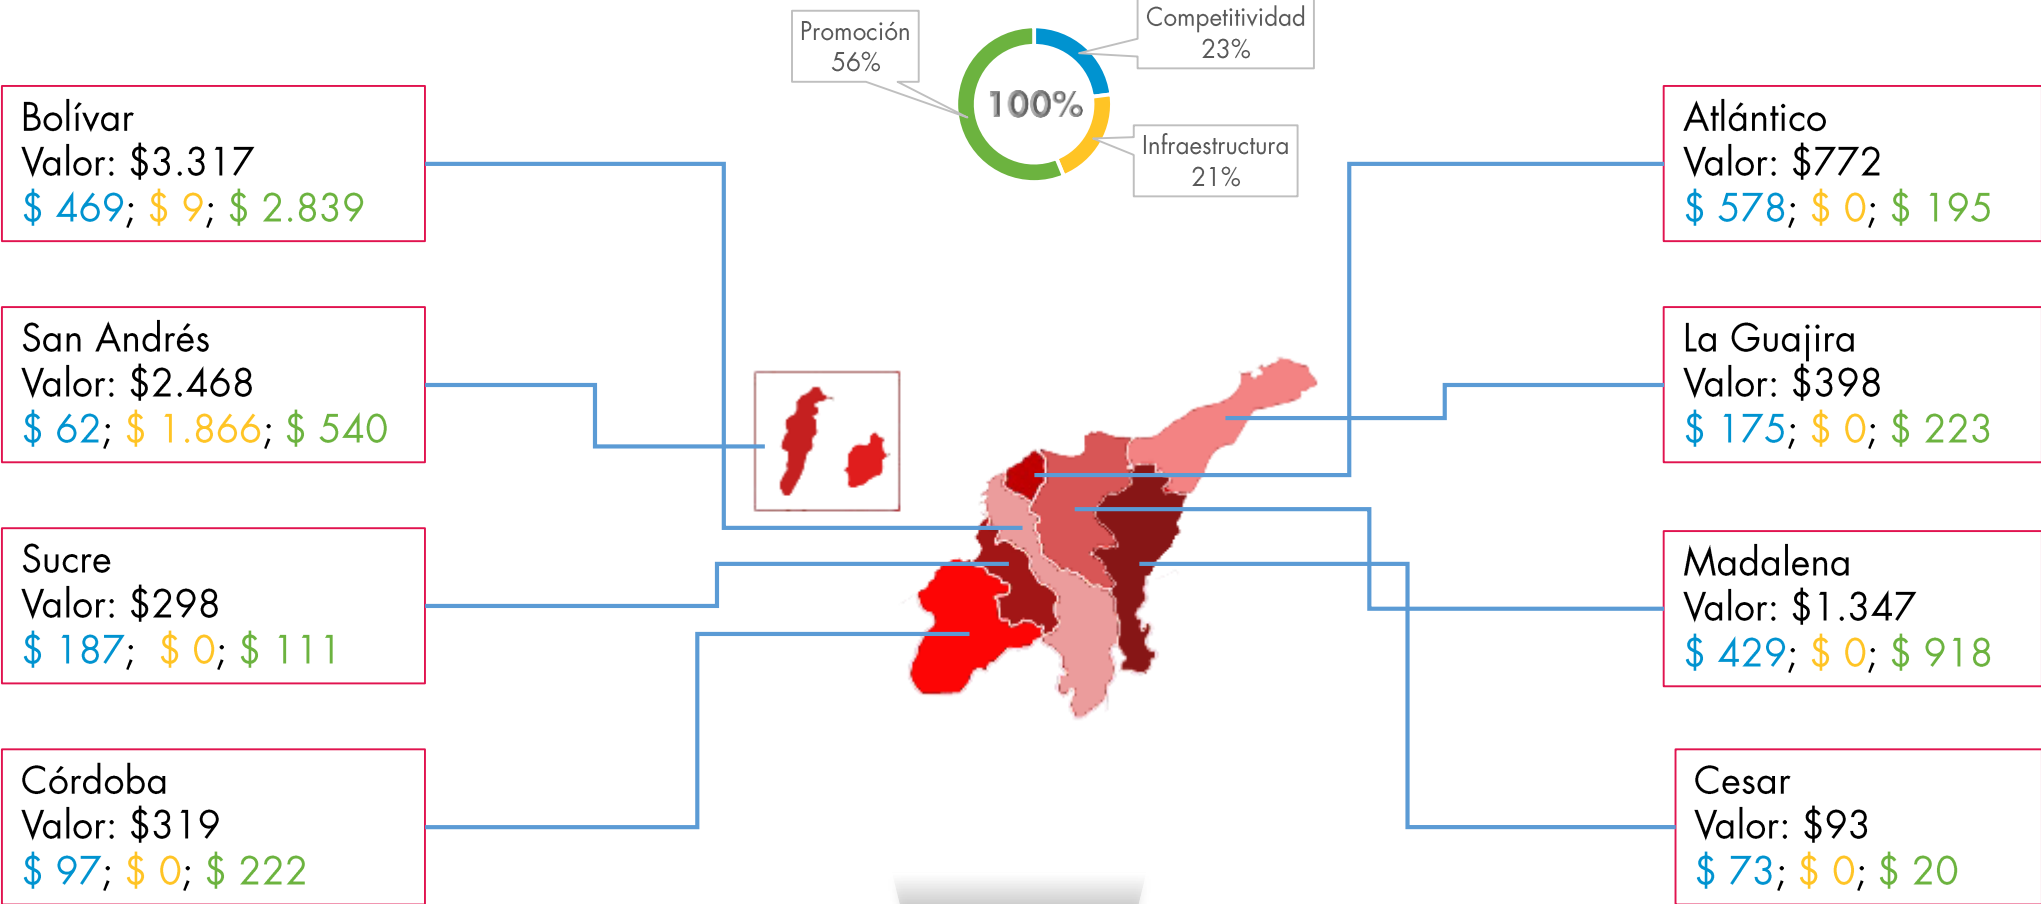 Promoción
56%
Competitividad
23%
100%
Infraestructura
21%
Bolívar
Valor: $3.317
$ 469; $ 9; $ 2.839
San Andrés
Valor: $2.468
$ 62; $ 1.866; $ 540
Sucre
Valor: $298
$ 187;  $ 0; $ 111
Córdoba
Valor: $319
$ 97; $ 0; $ 222
Atlántico
Valor: $772
$ 578; $ 0; $ 195
La Guajira
Valor: $398
$ 175; $ 0; $ 223
Madalena
Valor: $1.347
$ 429; $ 0; $ 918
Cesar
Valor: $93
$ 73; $ 0; $ 20